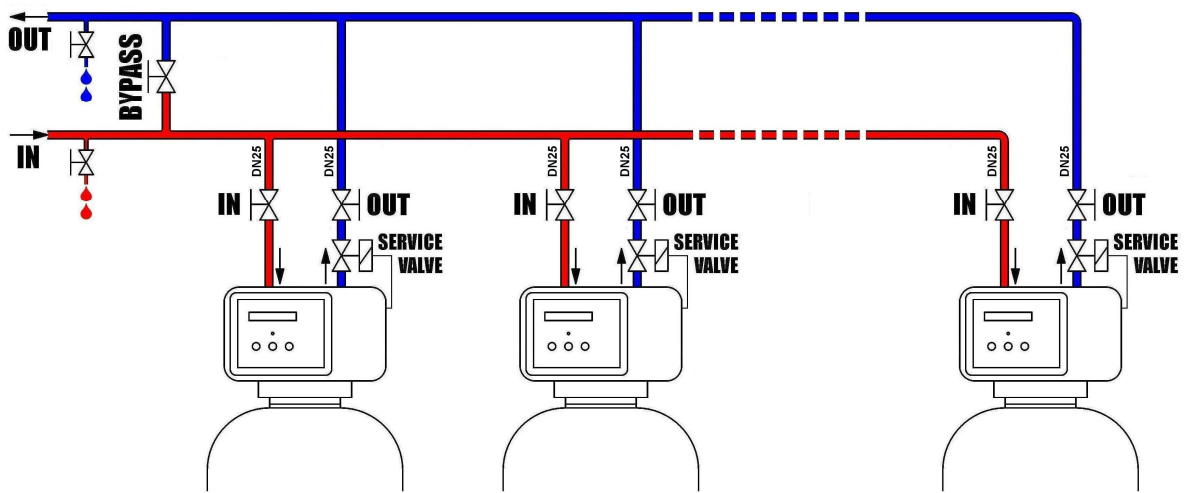 OUT
BYPASS
IN
DN25
DN25
DN25
DN25
DN25
DN25
IN
OUT
IN
OUT
IN
OUT
SERVICE
VALVE
SERVICE
VALVE
SERVICE
VALVE